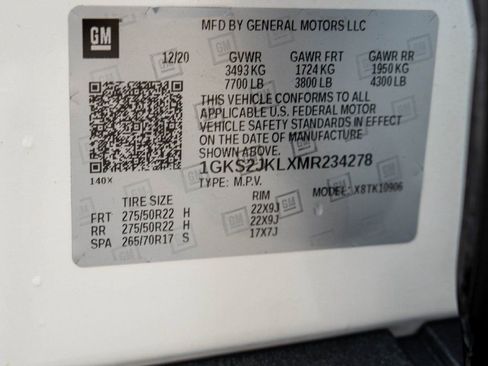 GM
MFD BY GENERAL MOTORS LLC
12/20 GVWR GAWR FRT GAWR RR
3493 KG 1724 KG 1950 KG
7700 LB 3800 LB 4300 LB
THIS VEHICLE CONFORMS TO ALL
APPLICABLE U.S. FEDERAL MOTOR
VEHICLE SAFETY STANDARDS IN EFFECT
ON THE DATE OF MANUFACTURE
SHOWN ABOVE.
1GKS2JKLXMR234278
140X
TYPE: M.P.V. MODEL: X8TK10906
TIRE SIZE RIM
FRT 275/50R22 H 22X9J
RR 275/50R22 H 22X9J
SPA 265/70R17 S 17X7J